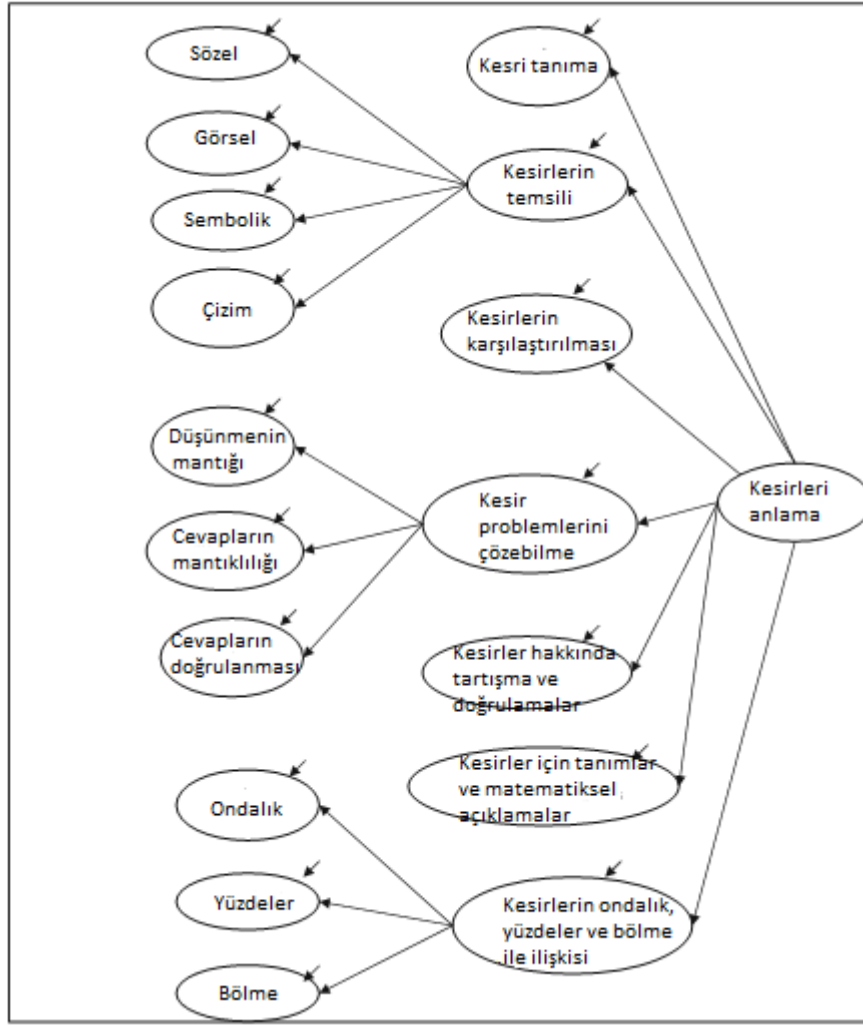 Sözel
Kesri tanıma
Görsel
Kesirlerin
temsili
Sembolik
Çizim
Kesirlerin
karşılaştırılması
Düşünmenin
mantığı
Kesir
problemlerini
çözebilme
Kesirleri
anlama
Cevapların
mantıklılığı
Cevapların
doğrulanması
Kesirler hakkında
tartışma ve
doğrulamalar
Kesirler için tanımlar
ve matematiksel
açıklamalar
Ondalık
Yüzdeler
Kesirlerin ondalık,
yüzdeler ve bölme
ile ilişkisi
Bölme